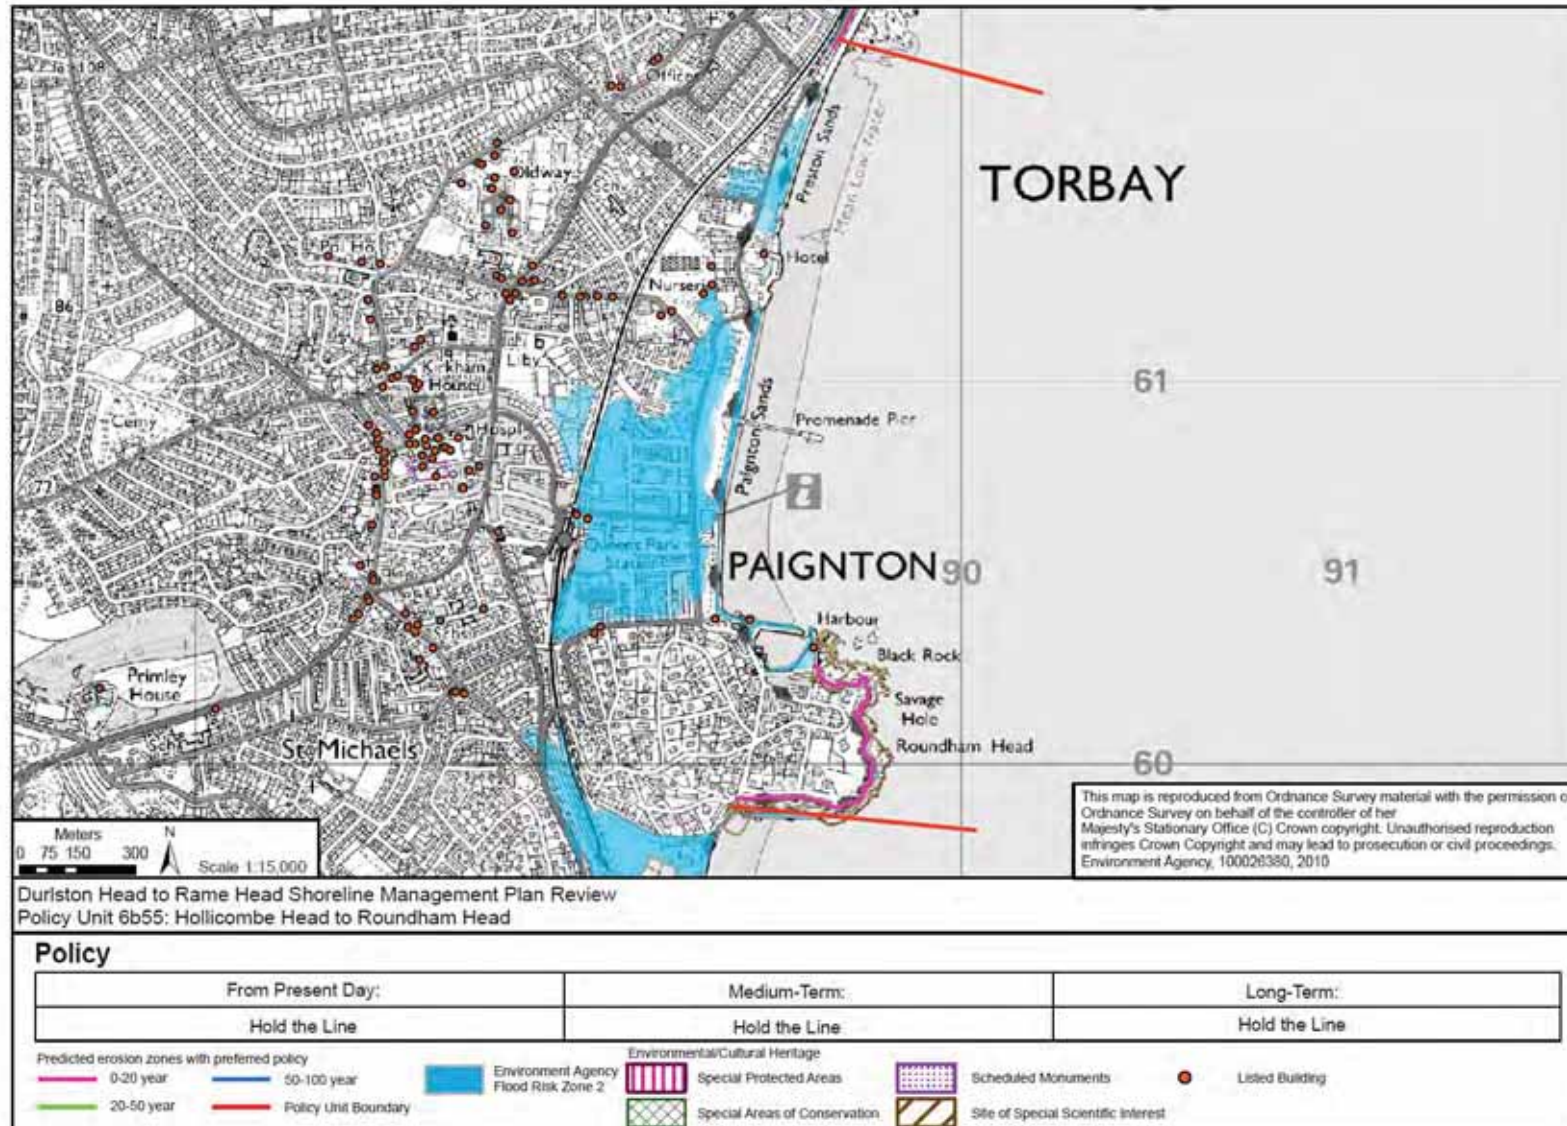 Offices
Oldway
TORBAY
Preston Sands
Mean Low Water
Hotel
Po Ho
Sch
Nursery
86
Liby
Kirkham
House
61
Cemy
Hospl
Promenade Pier
Paignton Sands
77
Queen's Park
PAIGNTON
90
91
Harbour
Black Rock
Primley
House
Savage
Hole
Roundham Head
Sch
St Michaels
60
This map is reproduced from Ordnance Survey material with the permission of
Ordnance Survey on behalf of the controller of her
Majesty's Stationary Office (C) Crown copyright. Unauthorised reproduction
infringes Crown Copyright and may lead to prosecution or civil proceedings.
Environment Agency, 100026380, 2010
Meters
N
0 75 150 300
Scale 1:15,000
Durlston Head to Rame Head Shoreline Management Plan Review
Policy Unit 6b55: Hollicombe Head to Roundham Head
Policy
From Present Day: Medium-Term: Long-Term:
Hold the Line Hold the Line Hold the Line
Predicted erosion zones with preferred policy
0-20 year
50-100 year
20-50 year
Policy Unit Boundary
Environment Agency
Flood Risk Zone 2
Environmental/Cultural Heritage
Special Protected Areas
Scheduled Monuments
Listed Building
Special Areas of Conservation
Site of Special Scientific Interest